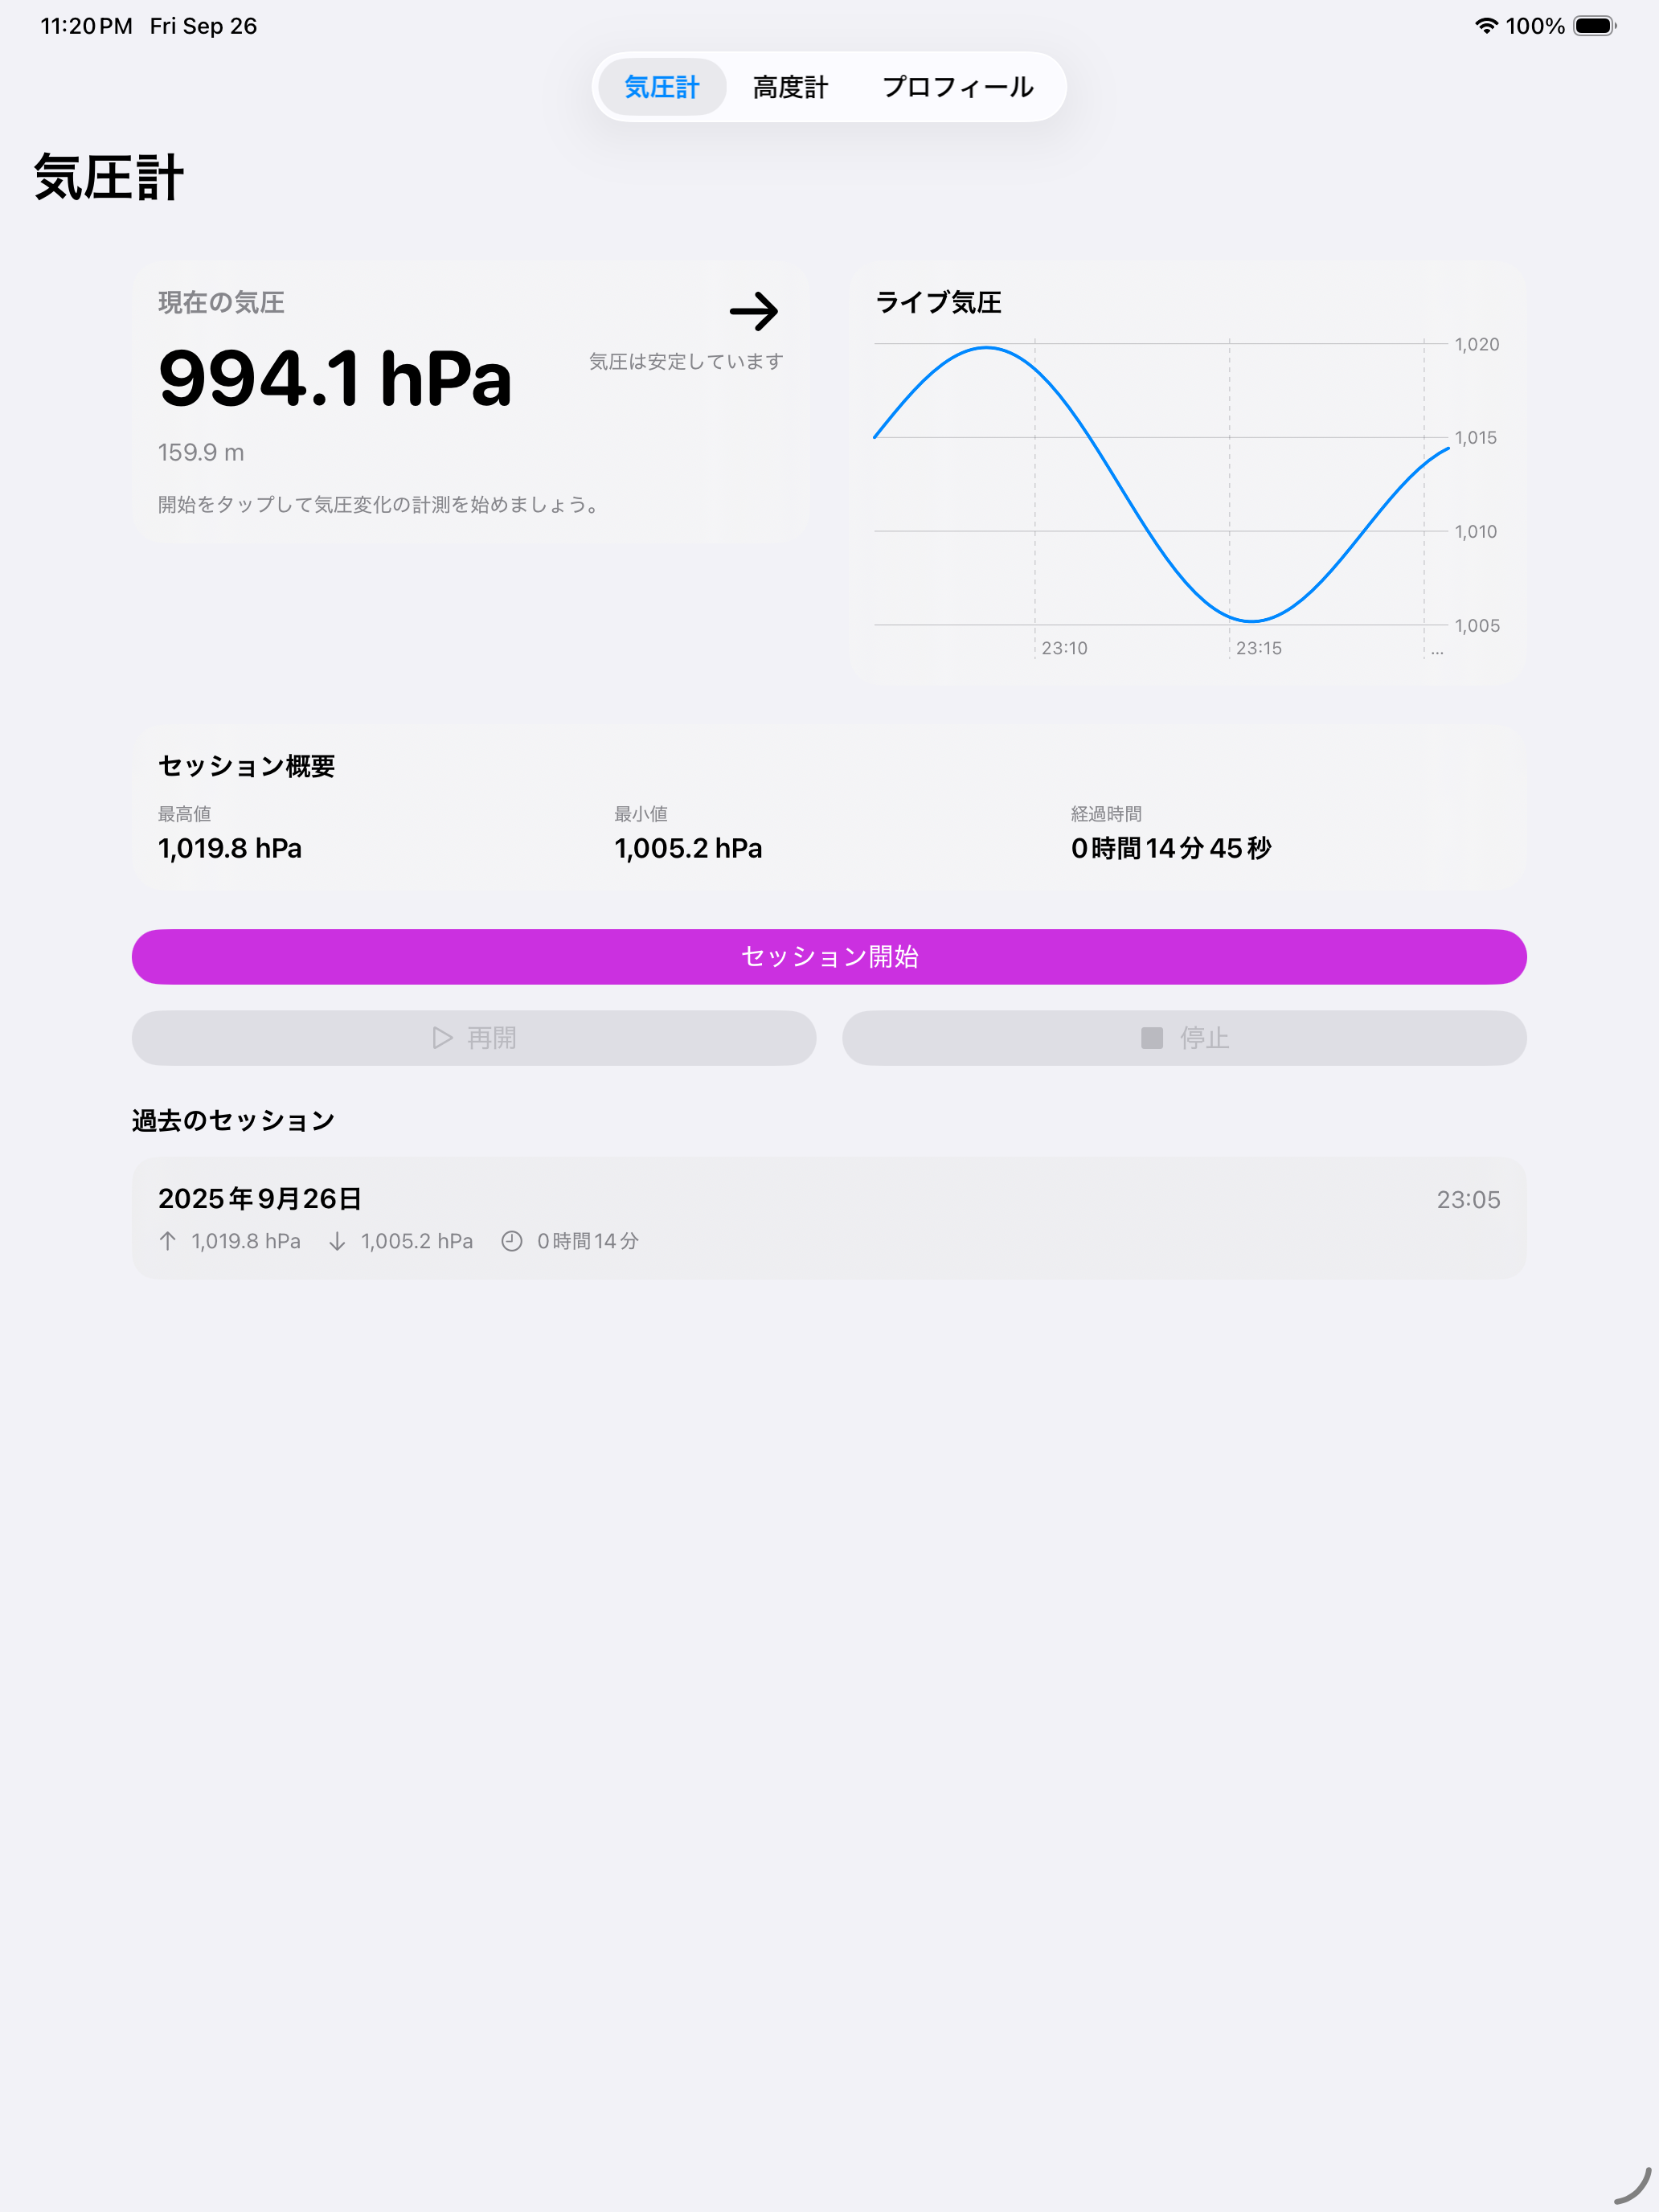 11:20 PM Fri Sep 26
100%
気圧計 高度計 プロフィール
気圧計
現在の気圧
994.1 hPa
気圧は安定しています
159.9 m
開始をタップして気圧変化の計測を始めましょう。
ライブ気圧
1,020
1,015
1,010
1,005
23:10 23:15 ...
セッション概要
最高値 最小値 経過時間
1,019.8 hPa 1,005.2 hPa 0時間14分45秒
セッション開始
再開 停止
過去のセッション
2025年9月26日 23:05
1,019.8 hPa 1,005.2 hPa 0時間14分